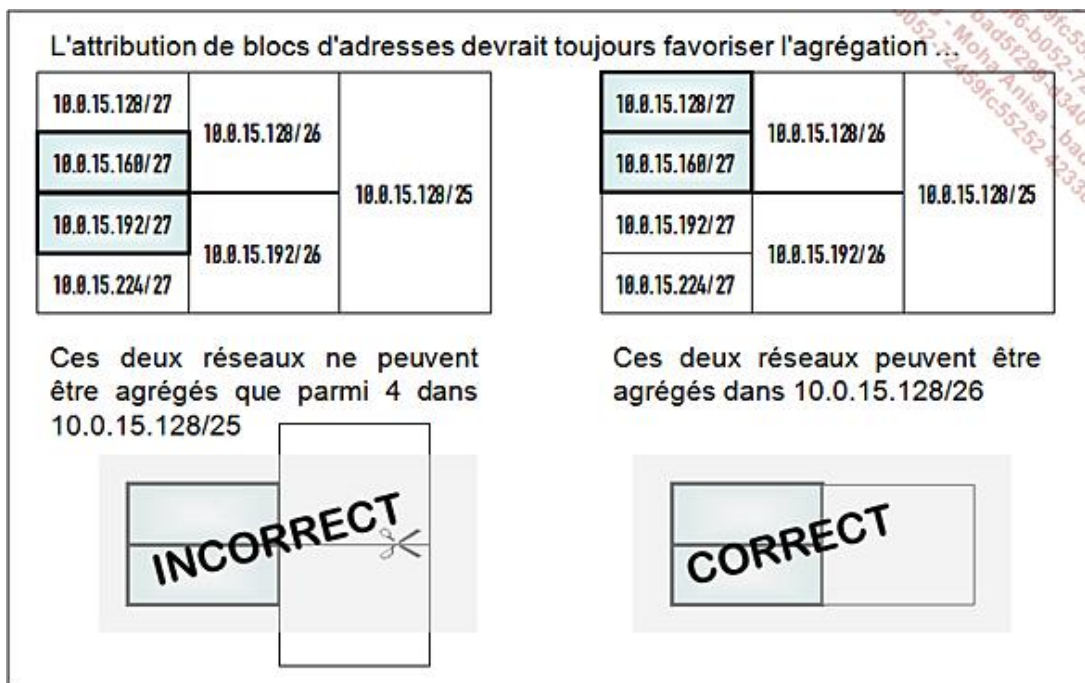 L'attribution de blocs d'adresses devrait toujours favoriser l'agrégation ...
10.0.15.128/27
10.0.15.160/27
10.0.15.192/27
10.0.15.224/27
10.0.15.128/26
10.0.15.192/26
10.0.15.128/25
10.0.15.128/27
10.0.15.160/27
10.0.15.192/27
10.0.15.224/27
10.0.15.128/26
10.0.15.192/26
10.0.15.128/25
Ces deux réseaux ne peuvent
être agrégés que parmi 4 dans
10.0.15.128/25
Ces deux réseaux peuvent être
agrégés dans 10.0.15.128/26
INCORRECT
CORRECT
Moha Anisa